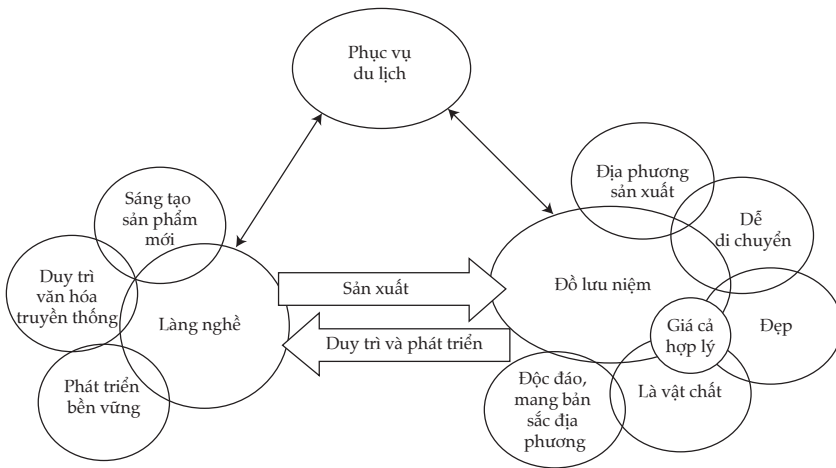 Phục vụ
du lịch
Sáng tạo
sản phẩm
mới
Duy trì
văn hóa
truyền thống
Phát triển
bền vững
Làng nghề
Sản xuất
Duy trì và phát triển
Đồ lưu niệm
Địa phương
sản xuất
Dễ
di chuyển
Đẹp
Giá cả
hợp lý
Là vật chất
Độc đáo,
mang bản
sắc địa
phương